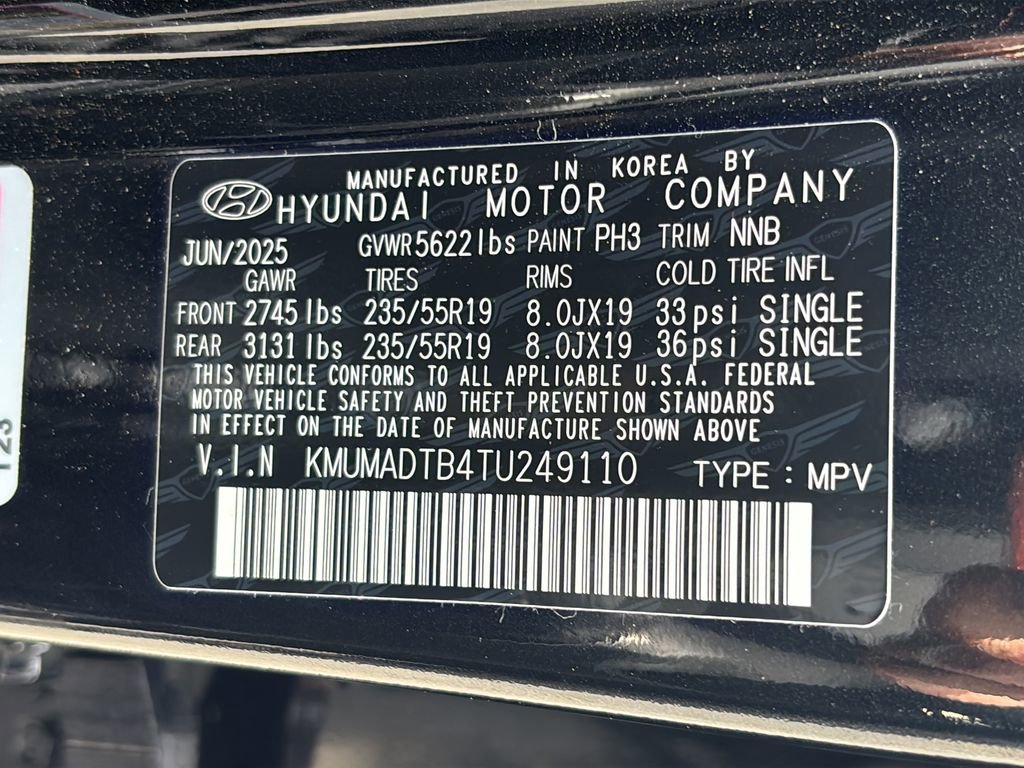 MANUFACTURED IN KOREA BY
HYUNDAI MOTOR COMPANY
JUN/2025 GVWR 5622 lbs PAINT PH3 TRIM NNB
GAWR TIRES RIMS COLD TIRE INFL
FRONT 2745 lbs 235/55R19 8.0JX19 33 psi SINGLE
REAR 3131 lbs 235/55R19 8.0JX19 36psi SINGLE
THIS VEHICLE CONFORMS TO ALL APPLICABLE U.S.A. FEDERAL
MOTOR VEHICLE SAFETY AND THEFT PREVENTION STANDARDS
IN EFFECT ON THE DATE OF MANUFACTURE SHOWN ABOVE
V.I.N KMUMADTB4TU249110 TYPE : MPV